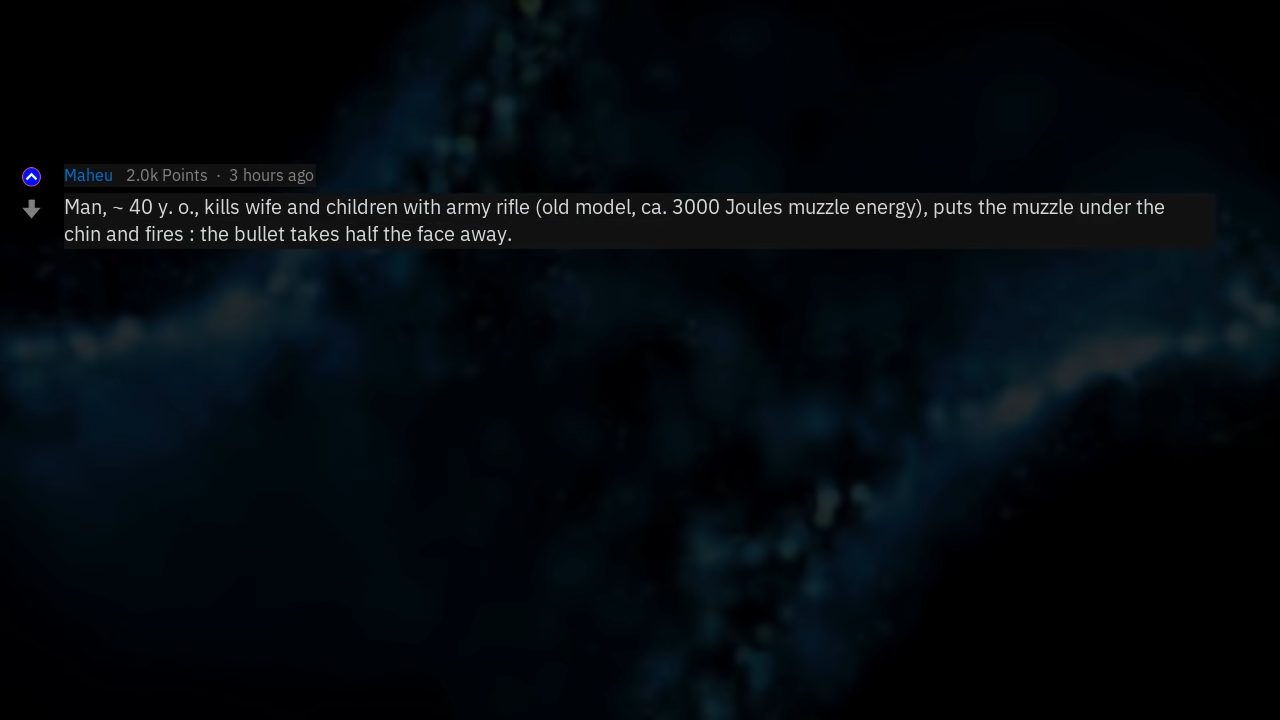 Maheu 2.0k Points · 3 hours ago
Man, ~ 40 y. o., kills wife and children with army rifle (old model, ca. 3000 Joules muzzle energy), puts the muzzle under the
chin and fires : the bullet takes half the face away.